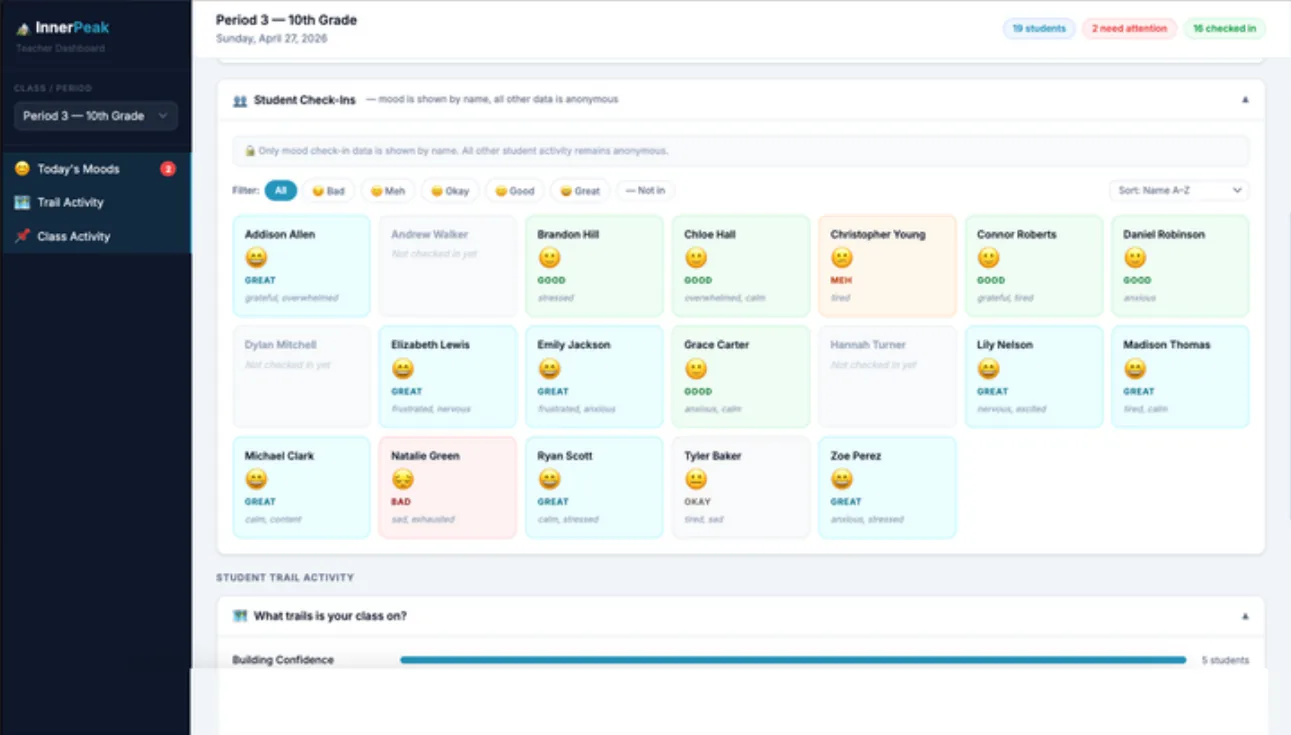 InnerPeak
Teacher Dashboard
CLASS / PERIOD
Period 3 — 10th Grade
Today's Moods
2
Trail Activity
Class Activity
Period 3 — 10th Grade
Sunday, April 27, 2026
19 students
2 need attention
16 checked in
Student Check-Ins — mood is shown by name, all other data is anonymous
Only mood check-in data is shown by name. All other student activity remains anonymous.
Filter: All Bad Meh Okay Good Great — Not in
Sort: Name A–Z
Addison Allen
GREAT
grateful, overwhelmed
Andrew Walker
Not checked in yet
Brandon Hill
GOOD
stressed
Chloe Hall
GOOD
overwhelmed, calm
Christopher Young
MEH
tired
Connor Roberts
GOOD
grateful, tired
Daniel Robinson
GOOD
anxious
Dylan Mitchell
Not checked in yet
Elizabeth Lewis
GREAT
frustrated, nervous
Emily Jackson
GREAT
frustrated, anxious
Grace Carter
GOOD
anxious, calm
Hannah Turner
Not checked in yet
Lily Nelson
GREAT
nervous, excited
Madison Thomas
GREAT
tired, calm
Michael Clark
GREAT
calm, content
Natalie Green
BAD
sad, exhausted
Ryan Scott
GREAT
calm, stressed
Tyler Baker
OKAY
tired, sad
Zoe Perez
GREAT
anxious, stressed
STUDENT TRAIL ACTIVITY
What trails is your class on?
Building Confidence
5 students